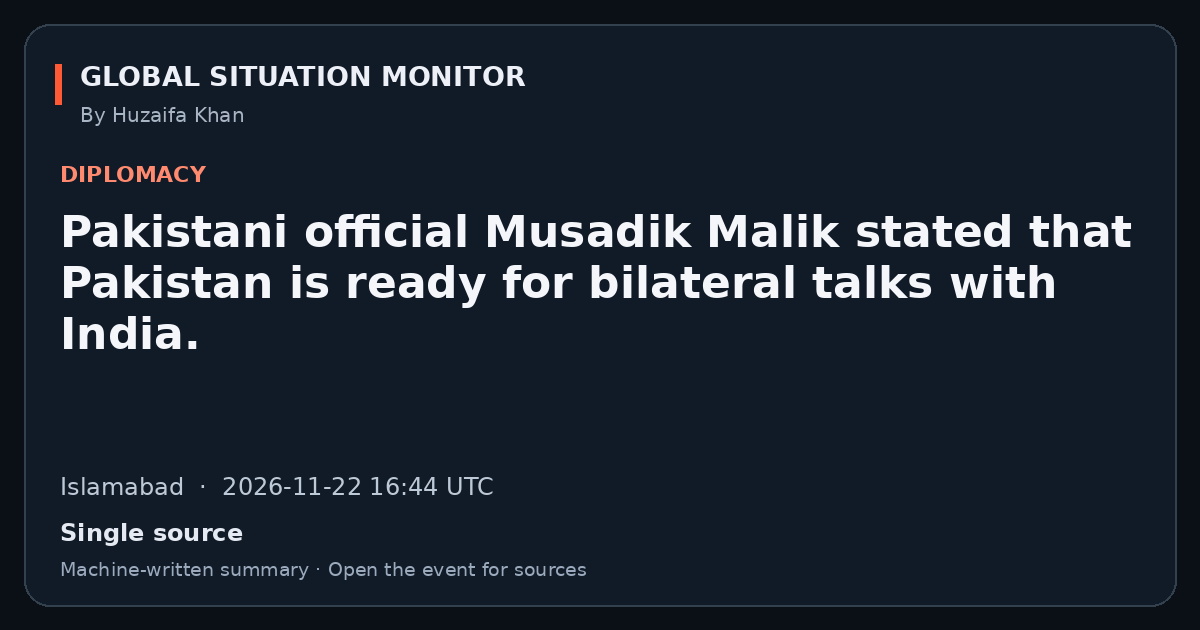 GLOBAL SITUATION MONITOR
By Huzaifa Khan
DIPLOMACY
Pakistani official Musadik Malik stated that
Pakistan is ready for bilateral talks with
India.
Islamabad · 2026-11-22 16:44 UTC
Single source
Machine-written summary · Open the event for sources